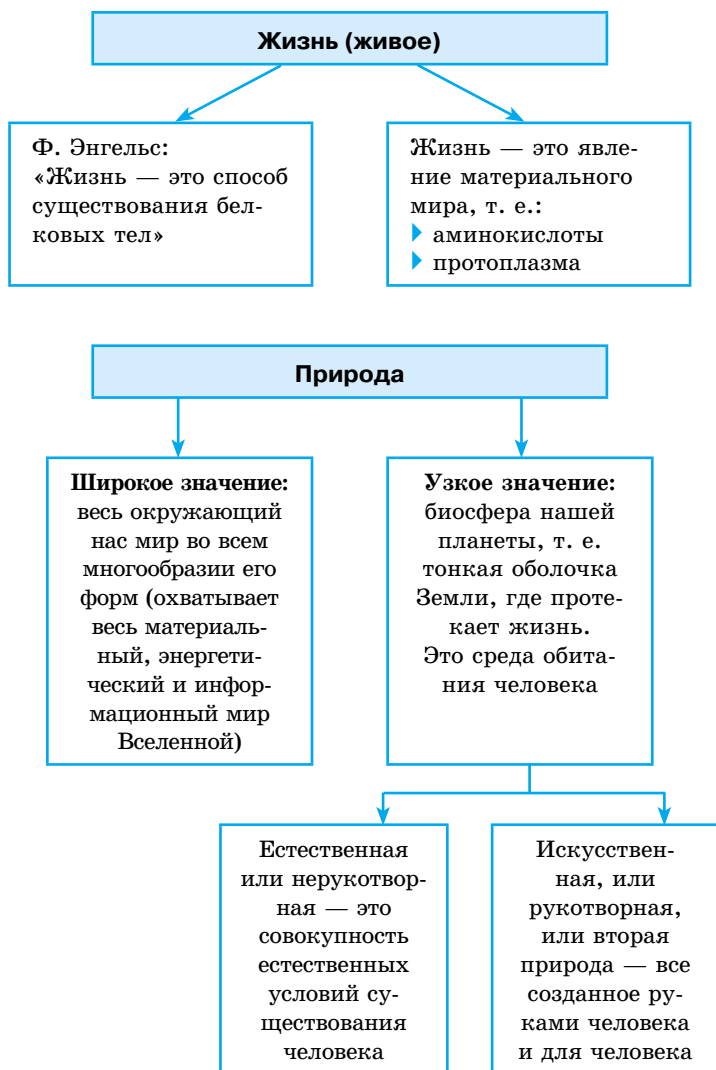 Жизнь (живое)
Ф. Энгельс:
«Жизнь — это способ
существования бел-
ковых тел»
Жизнь — это явле-
ние материального
мира, т. е.:
аминокислоты
протоплазма
Природа
Широкое значение:
весь окружающий
нас мир во всем
многообразии его
форм (охватывает
весь материаль-
ный, энергети-
ческий и инфор-
мационный мир
Вселенной)
Узкое значение:
биосфера нашей
планеты, т. е.
тонкая оболочка
Земли, где проте-
кает жизнь.
Это среда обита-
ния человека
Естественная
или нерукотвор-
ная — это
совокупность
естественных
условий су-
ществования
человека
Искусствен-
ная, или
рукотворная,
или вторая
природа — все
созданное ру-
ками человека
и для человека